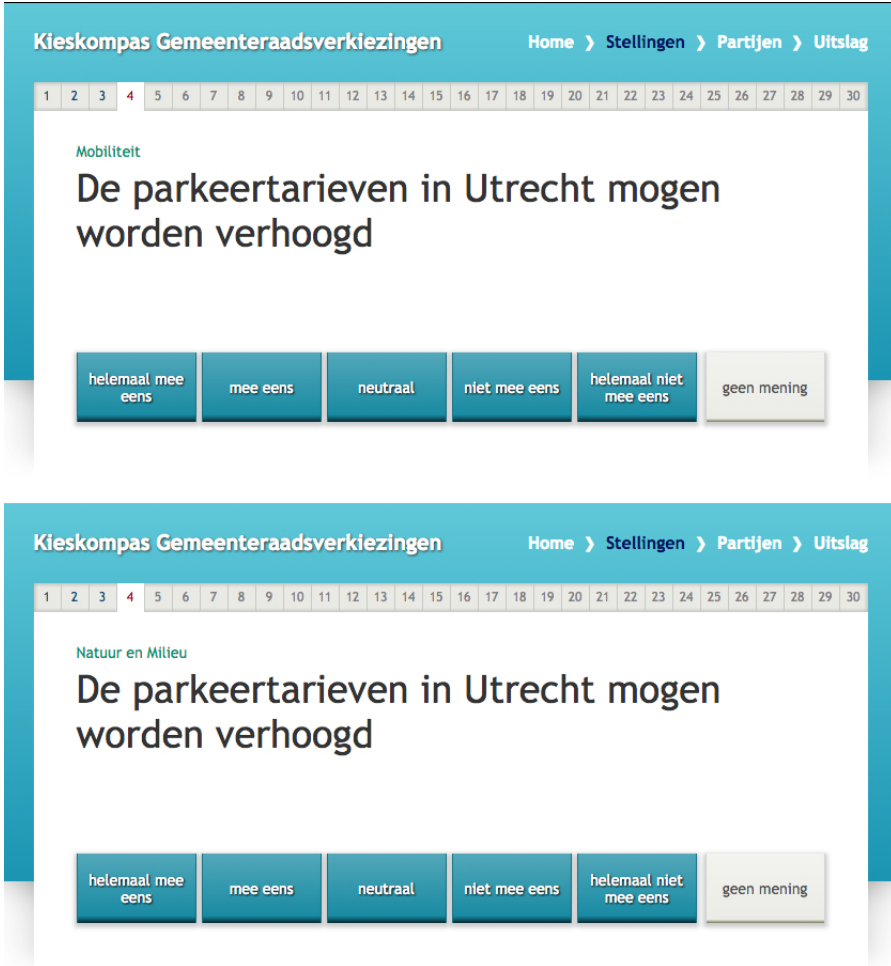 Kieskompas Gemeenteraadsverkiezingen Home ❯ Stellingen ❯ Partijen ❯ Uitslag
1 2 3 4 5 6 7 8 9 10 11 12 13 14 15 16 17 18 19 20 21 22 23 24 25 26 27 28 29 30
Mobiliteit
De parkeertarieven in Utrecht mogen
worden verhoogd
helemaal mee
eens
mee eens
neutraal
niet mee eens
helemaal niet
mee eens
geen mening
Kieskompas Gemeenteraadsverkiezingen Home ❯ Stellingen ❯ Partijen ❯ Uitslag
1 2 3 4 5 6 7 8 9 10 11 12 13 14 15 16 17 18 19 20 21 22 23 24 25 26 27 28 29 30
Natuur en Milieu
De parkeertarieven in Utrecht mogen
worden verhoogd
helemaal mee
eens
mee eens
neutraal
niet mee eens
helemaal niet
mee eens
geen mening